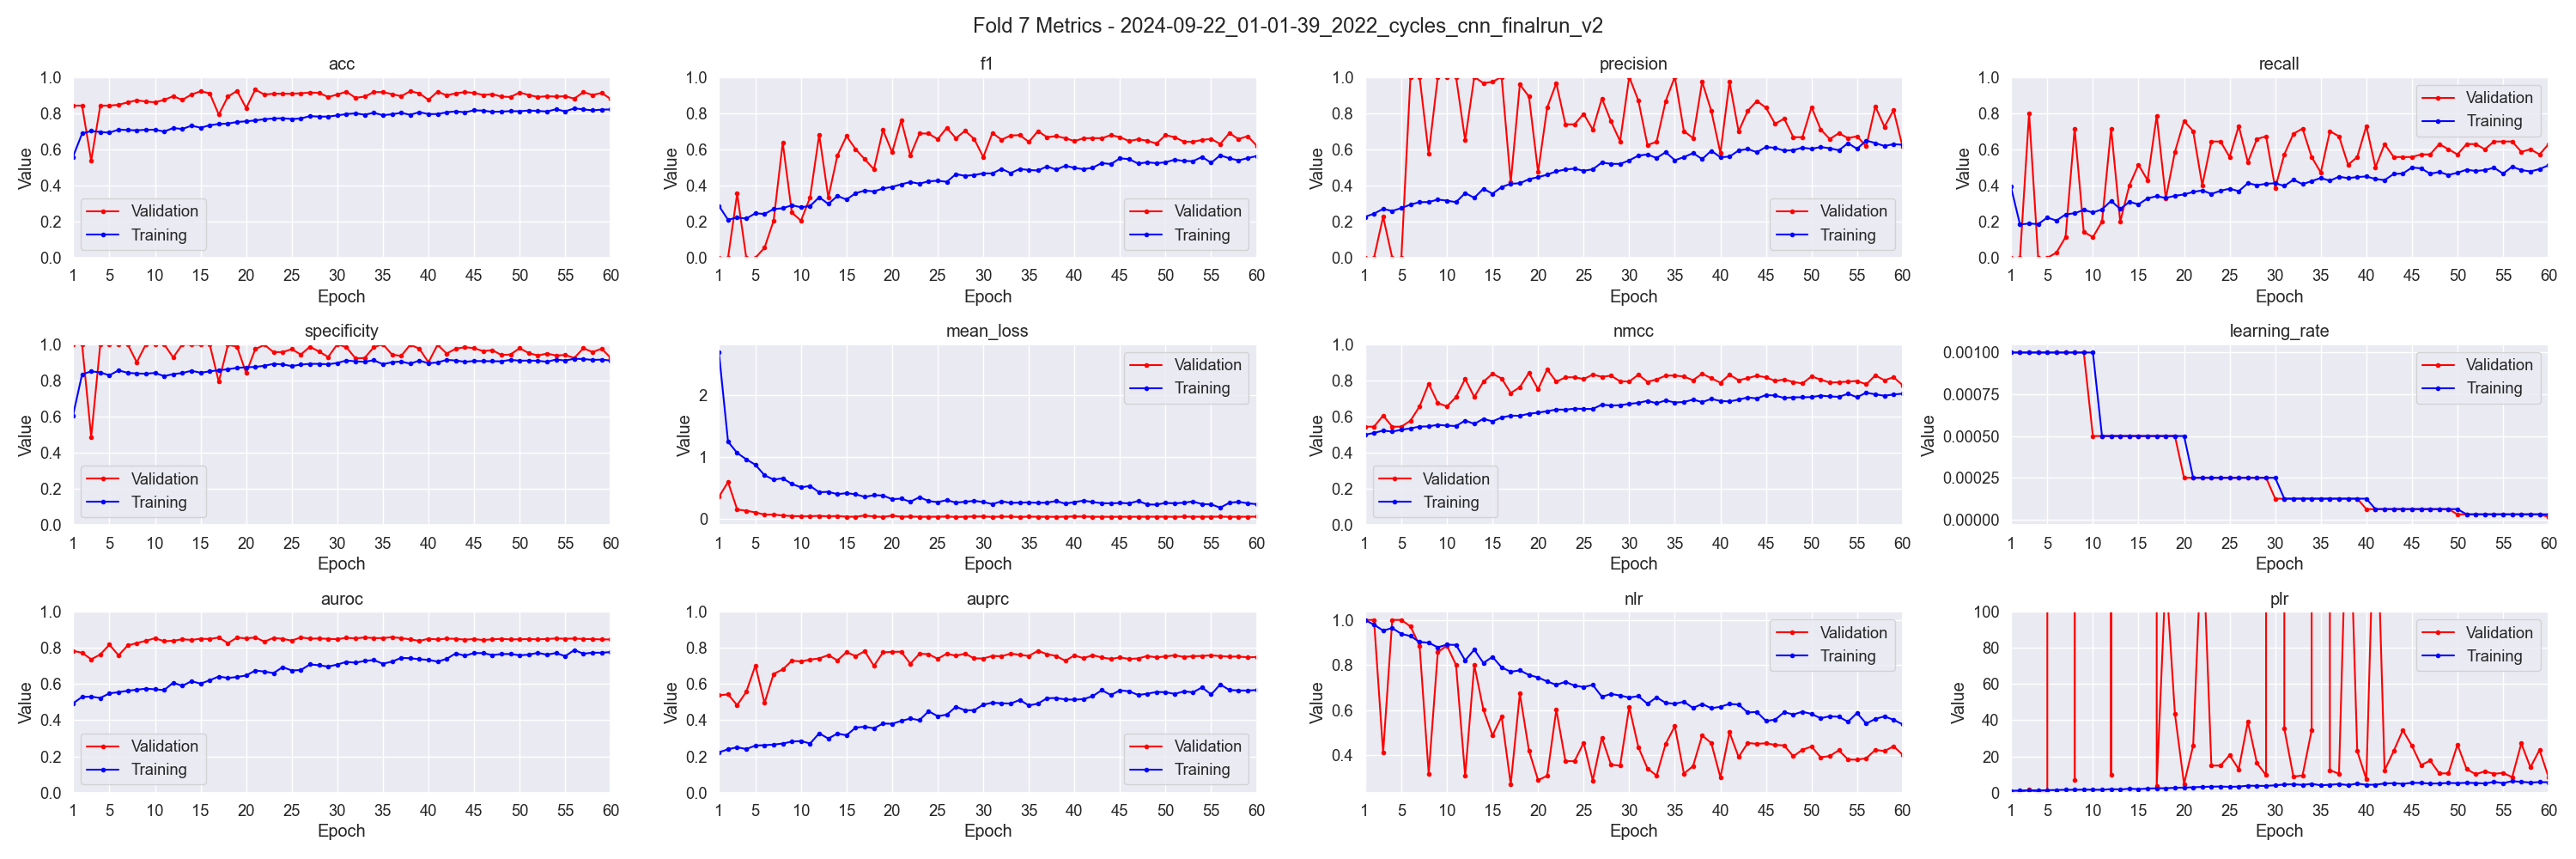 Fold 7 Metrics - 2024-09-22_01-01-39_2022_cycles_cnn_finalrun_v2
acc
Value
1.0
0.8
0.6
0.4
0.2
0.0
Validation
Training
1 5 10 15 20 25 30 35 40 45 50 55 60
Epoch
f1
Value
1.0
0.8
0.6
0.4
0.2
0.0
Validation
Training
1 5 10 15 20 25 30 35 40 45 50 55 60
Epoch
precision
Value
1.0
0.8
0.6
0.4
0.2
0.0
Validation
Training
1 5 10 15 20 25 30 35 40 45 50 55 60
Epoch
recall
Value
1.0
0.8
0.6
0.4
0.2
0.0
Validation
Training
1 5 10 15 20 25 30 35 40 45 50 55 60
Epoch
specificity
Value
1.0
0.8
0.6
0.4
0.2
0.0
Validation
Training
1 5 10 15 20 25 30 35 40 45 50 55 60
Epoch
mean_loss
Value
2
1
0
Validation
Training
1 5 10 15 20 25 30 35 40 45 50 55 60
Epoch
nmcc
Value
1.0
0.8
0.6
0.4
0.2
0.0
Validation
Training
1 5 10 15 20 25 30 35 40 45 50 55 60
Epoch
learning_rate
Value
0.00100
0.00075
0.00050
0.00025
0.00000
Validation
Training
1 5 10 15 20 25 30 35 40 45 50 55 60
Epoch
auroc
Value
1.0
0.8
0.6
0.4
0.2
0.0
Validation
Training
1 5 10 15 20 25 30 35 40 45 50 55 60
Epoch
auprc
Value
1.0
0.8
0.6
0.4
0.2
0.0
Validation
Training
1 5 10 15 20 25 30 35 40 45 50 55 60
Epoch
nlr
Value
1.0
0.8
0.6
0.4
Validation
Training
1 5 10 15 20 25 30 35 40 45 50 55 60
Epoch
plr
Value
100
80
60
40
20
0
Validation
Training
1 5 10 15 20 25 30 35 40 45 50 55 60
Epoch